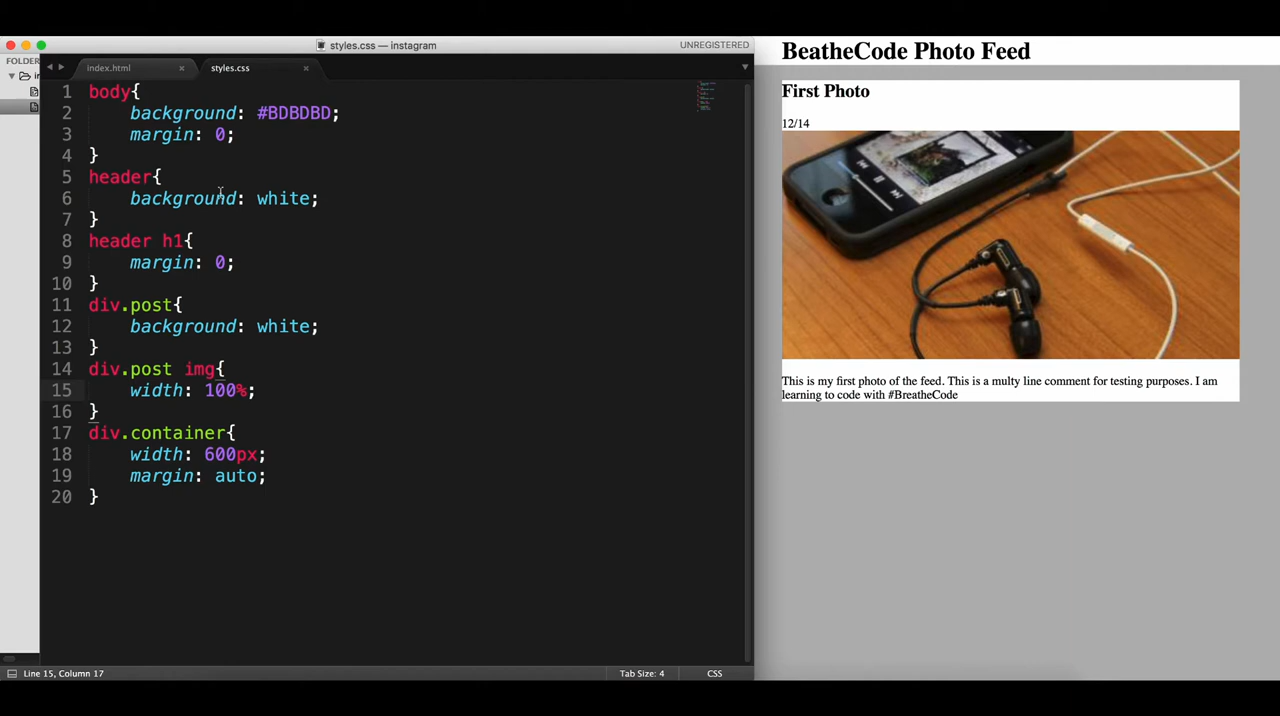 styles.css — instagram
UNREGISTERED
FOLDER
index.html
styles.css
1 body{
2 background: #BDBDBD;
3 margin: 0;
4 }
5 header{
6 background: white;
7 }
8 header h1{
9 margin: 0;
10 }
11 div.post{
12 background: white;
13 }
14 div.post img{
15 width: 100%;
16 }
17 div.container{
18 width: 600px;
19 margin: auto;
20 }
Line 15, Column 17
Tab Size: 4
CSS
BeatheCode Photo Feed
First Photo
12/14
This is my first photo of the feed. This is a multy line comment for testing purposes. I am
learning to code with #BreatheCode